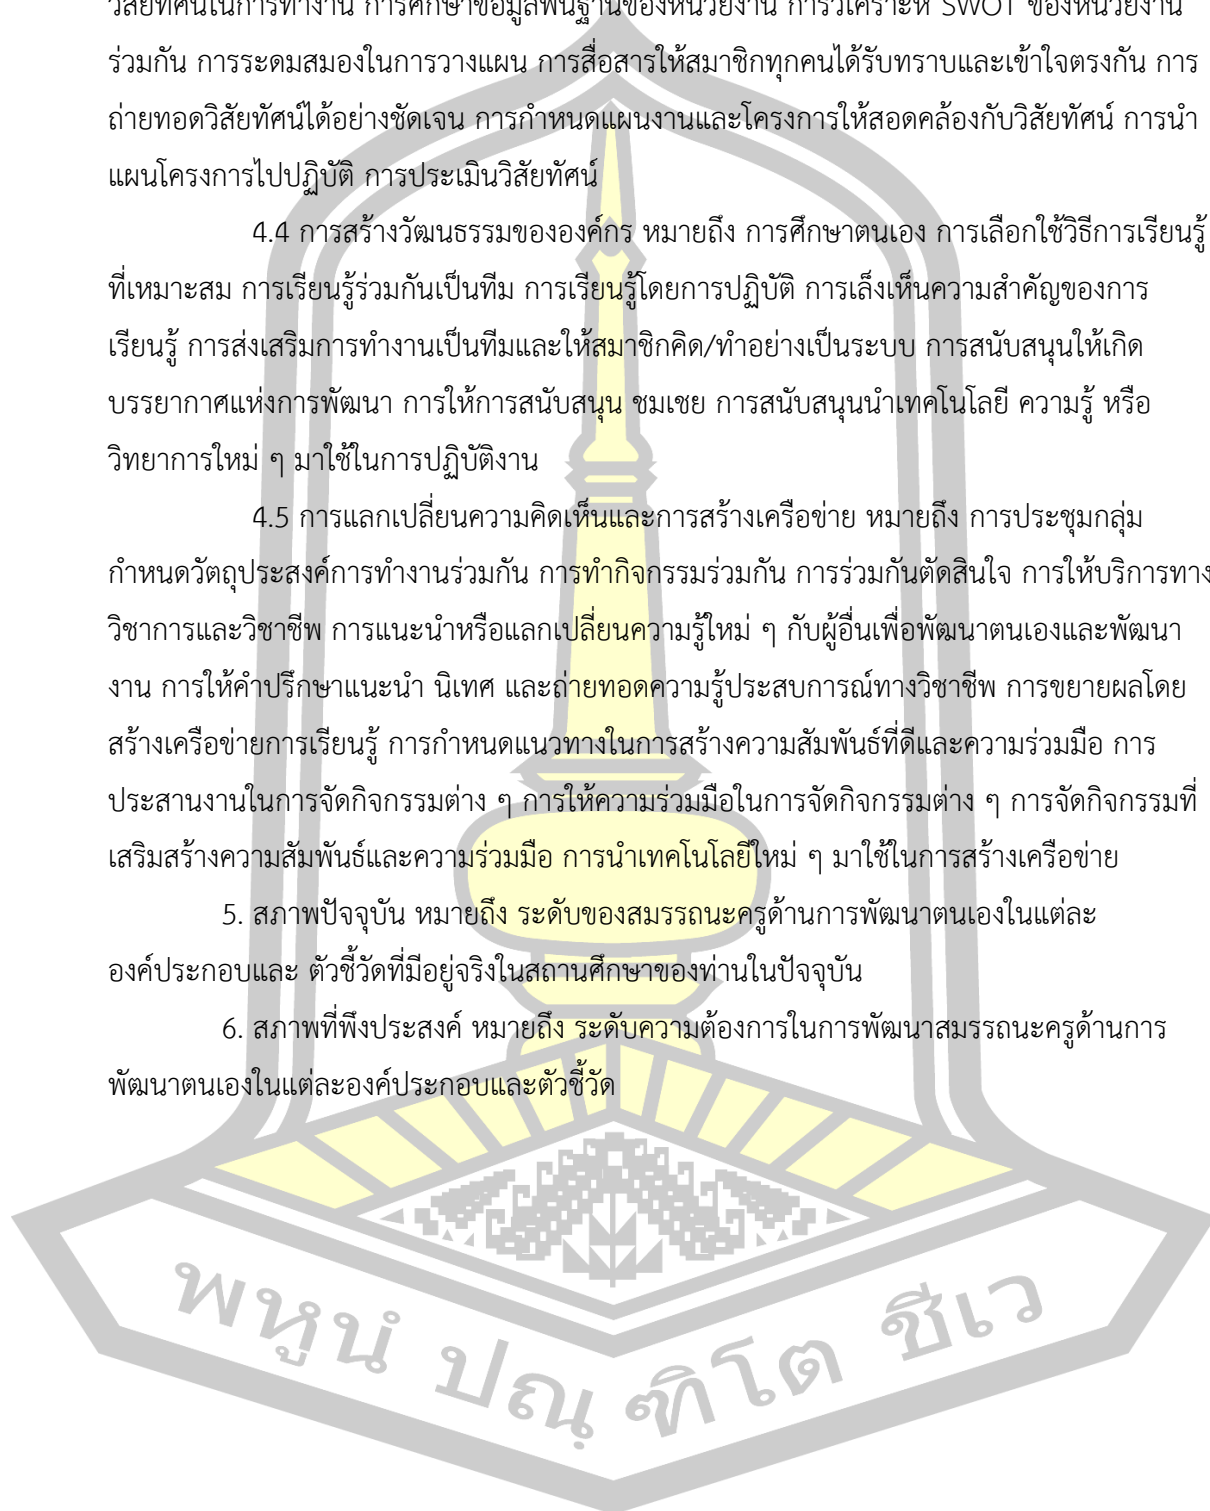 วิสัยทัศน์ในการทำงาน การศึกษาข้อมูลพื้นฐานของหน่วยงาน การวิเคราะห์ SWOT ของหน่วยงาน
ร่วมกัน การระดมสมองในการวางแผน การสื่อสารให้สมาชิกทุกคนได้รับทราบและเข้าใจตรงกัน การ
ถ่ายทอดวิสัยทัศน์ได้อย่างชัดเจน การกำหนดแผนงานและโครงการให้สอดคล้องกับวิสัยทัศน์ การนำ
แผนโครงการไปปฏิบัติ การประเมินวิสัยทัศน์
4.4 การสร้างวัฒนธรรมขององค์กร หมายถึง การศึกษาตนเอง การเลือกใช้วิธีการเรียนรู้
ที่เหมาะสม การเรียนรู้ร่วมกันเป็นทีม การเรียนรู้โดยการปฏิบัติ การเล็งเห็นความสำคัญของการ
เรียนรู้ การส่งเสริมการทำงานเป็นทีมและให้สมาชิกคิด/ทำอย่างเป็นระบบ การสนับสนุนให้เกิด
บรรยากาศแห่งการพัฒนา การให้การสนับสนุน ชมเชย การสนับสนุนนำเทคโนโลยี ความรู้ หรือ
วิทยาการใหม่ ๆ มาใช้ในการปฏิบัติงาน
4.5 การแลกเปลี่ยนความคิดเห็นและการสร้างเครือข่าย หมายถึง การประชุมกลุ่ม
กำหนดวัตถุประสงค์การทำงานร่วมกัน การทำกิจกรรมร่วมกัน การร่วมกันตัดสินใจ การให้บริการทาง
วิชาการและวิชาชีพ การแนะนำหรือแลกเปลี่ยนความรู้ใหม่ ๆ กับผู้อื่นเพื่อพัฒนาตนเองและพัฒนา
งาน การให้คำปรึกษาแนะนำ นิเทศ และถ่ายทอดความรู้ประสบการณ์ทางวิชาชีพ การขยายผลโดย
สร้างเครือข่ายการเรียนรู้ การกำหนดแนวทางในการสร้างความสัมพันธ์ที่ดีและความร่วมมือ การ
ประสานงานในการจัดกิจกรรมต่าง ๆ การให้ความร่วมมือในการจัดกิจกรรมต่าง ๆ การจัดกิจกรรมที่
เสริมสร้างความสัมพันธ์และความร่วมมือ การนำเทคโนโลยีใหม่ ๆ มาใช้ในการสร้างเครือข่าย
5. สภาพปัจจุบัน หมายถึง ระดับของสมรรถนะครูด้านการพัฒนาตนเองในแต่ละ
องค์ประกอบและ ตัวชี้วัดที่มีอยู่จริงในสถานศึกษาของท่านในปัจจุบัน
6. สภาพที่พึงประสงค์ หมายถึง ระดับความต้องการในการพัฒนาสมรรถนะครูด้านการ
พัฒนาตนเองในแต่ละองค์ประกอบและตัวชี้วัด
พหูนํ ปณฺ ฑิโต ชีเว